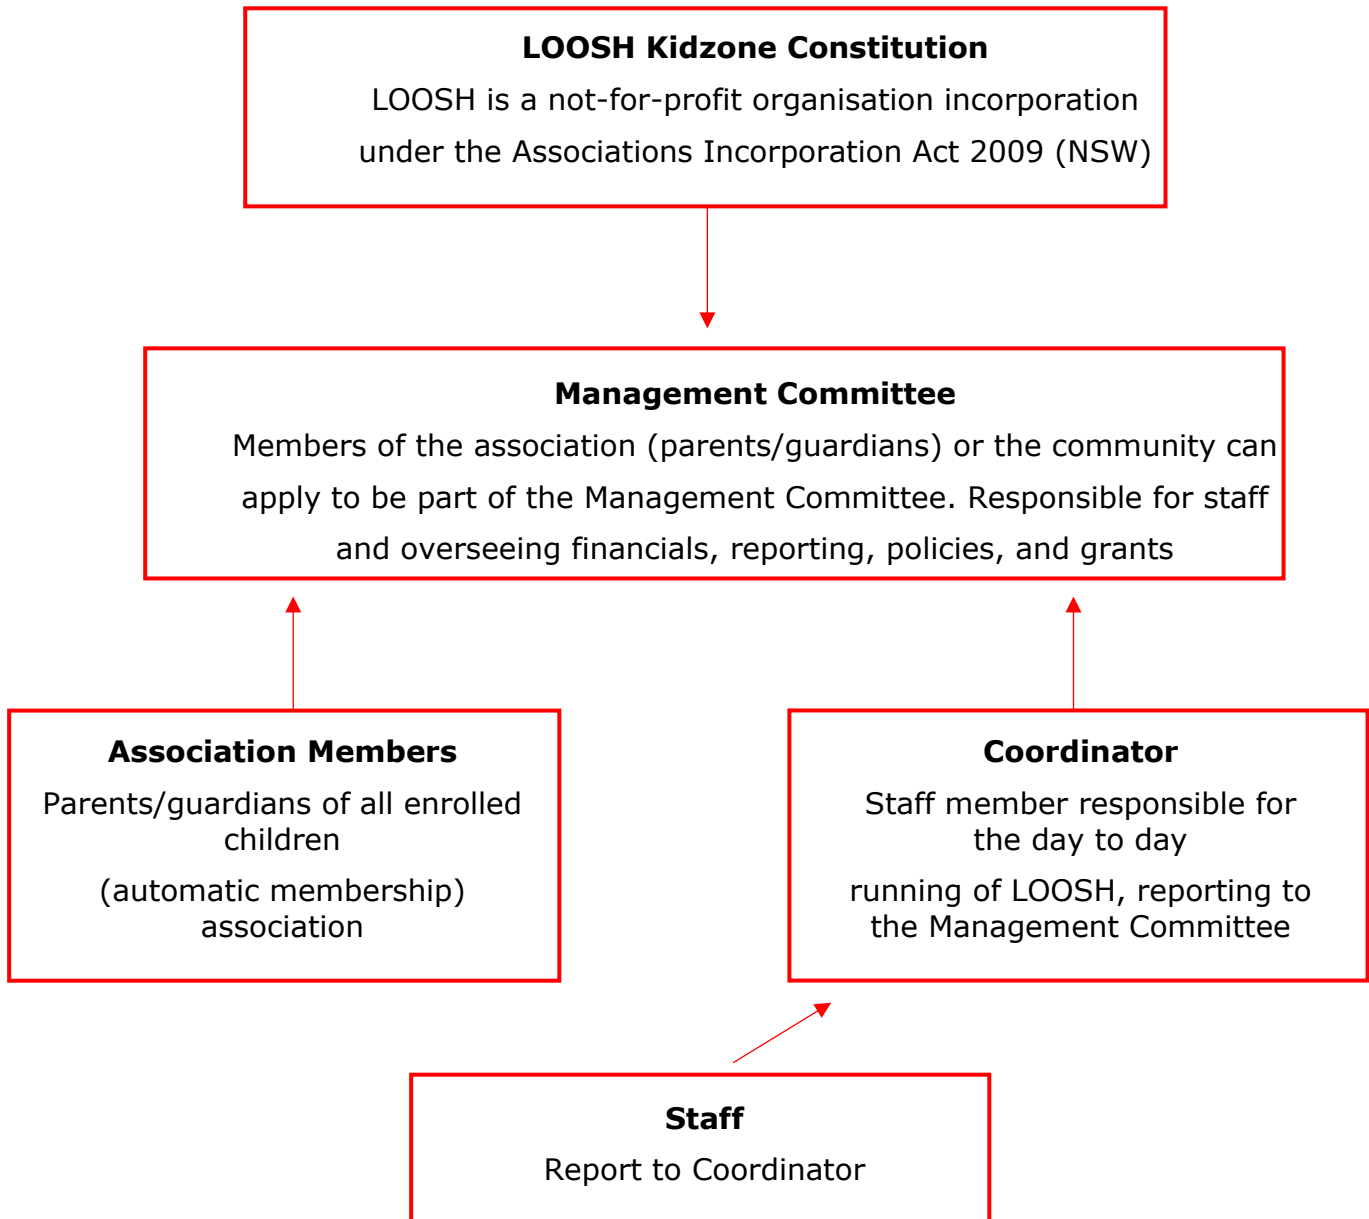 LOOSH Kidzone Constitution
LOOSH is a not-for-profit organisation incorporation
under the Associations Incorporation Act 2009 (NSW)
Management Committee
Members of the association (parents/guardians) or the community can
apply to be part of the Management Committee. Responsible for staff
and overseeing financials, reporting, policies, and grants
Association Members
Parents/guardians of all enrolled
children
(automatic membership)
association
Coordinator
Staff member responsible for
the day to day
running of LOOSH, reporting to
the Management Committee
Staff
Report to Coordinator